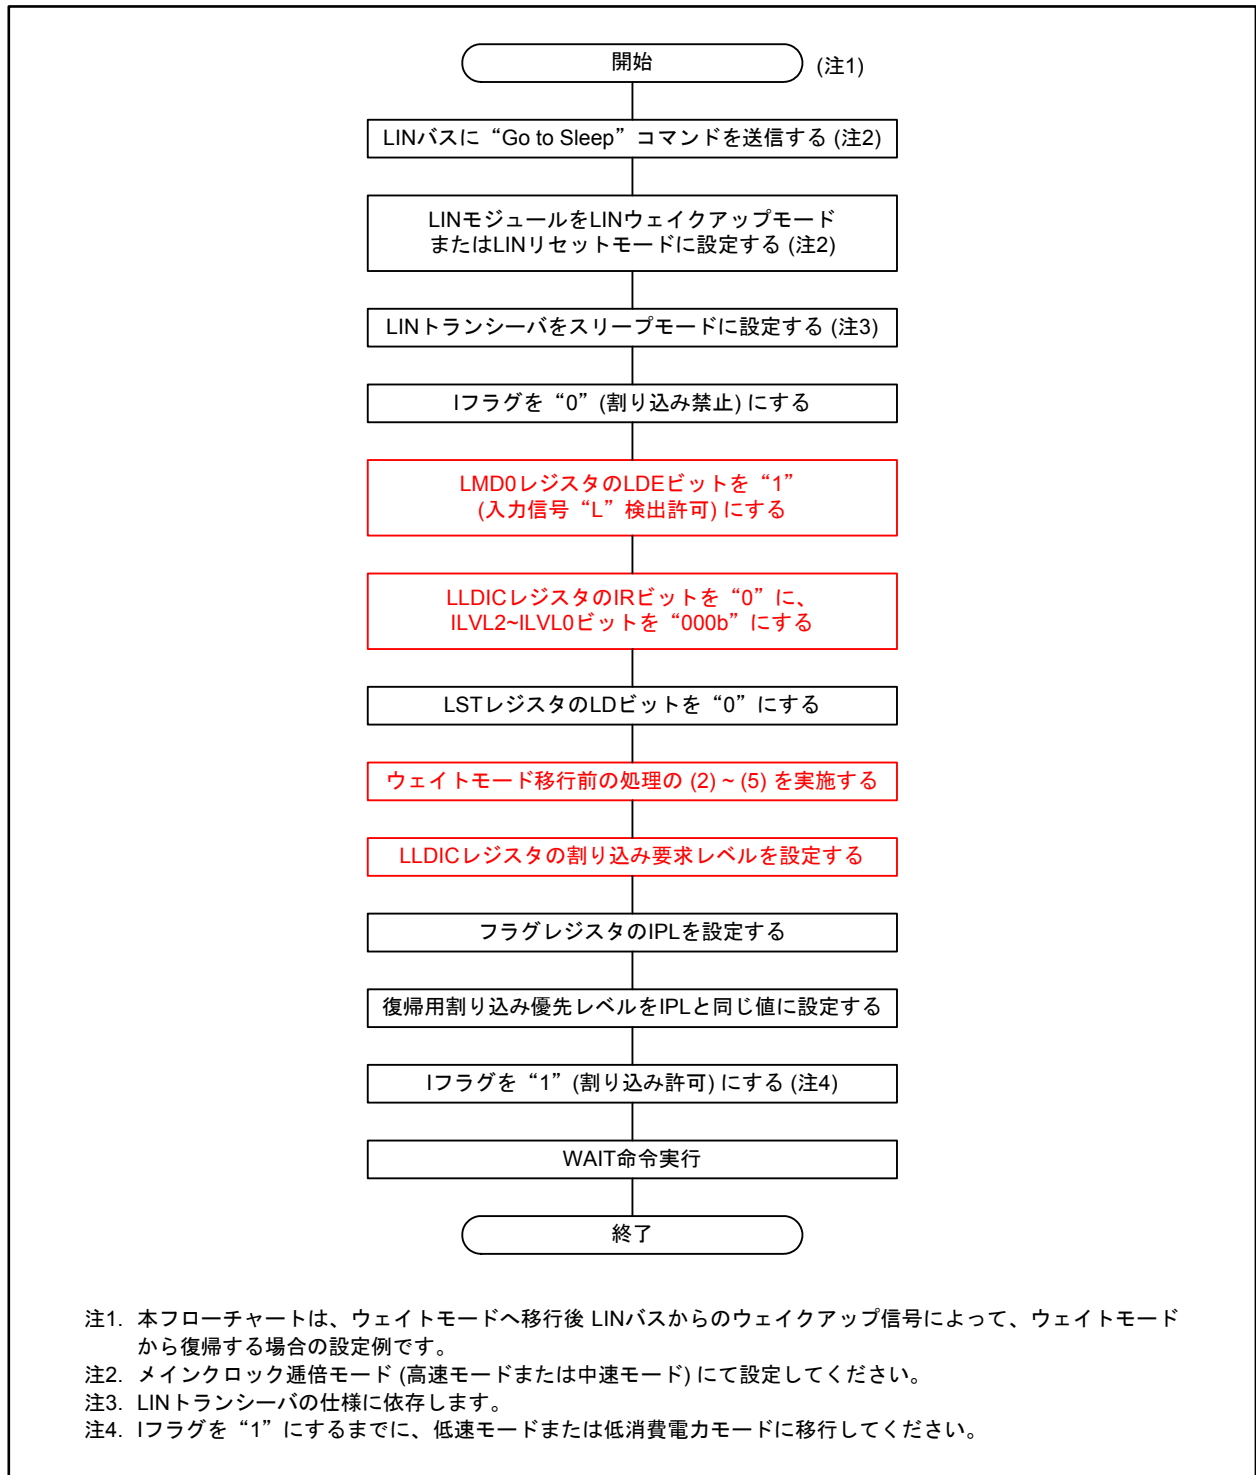 開始
(注1)
LINバスに“Go to Sleep”コマンドを送信する (注2)
LINモジュールをLINウェイクアップモード
またはLINリセットモードに設定する (注2)
LINトランシーバをスリープモードに設定する (注3)
Iフラグを“0”(割り込み禁止) にする
LMD0レジスタのLDEビットを“1”
(入力信号“L”検出許可) にする
LLDICレジスタのIRビットを“0”に、
ILVL2~ILVL0ビットを“000b”にする
LSTレジスタのLDビットを“0”にする
ウェイトモード移行前の処理の (2) ~ (5) を実施する
LLDICレジスタの割り込み要求レベルを設定する
フラグレジスタのIPLを設定する
復帰用割り込み優先レベルをIPLと同じ値に設定する
Iフラグを“1”(割り込み許可) にする (注4)
WAIT命令実行
終了
注1. 本フローチャートは、ウェイトモードへ移行後 LINバスからのウェイクアップ信号によって、ウェイトモード
から復帰する場合の設定例です。
注2. メインクロック逓倍モード (高速モードまたは中速モード) にて設定してください。
注3. LINトランシーバの仕様に依存します。
注4. Iフラグを“1”にするまでに、低速モードまたは低消費電力モードに移行してください。